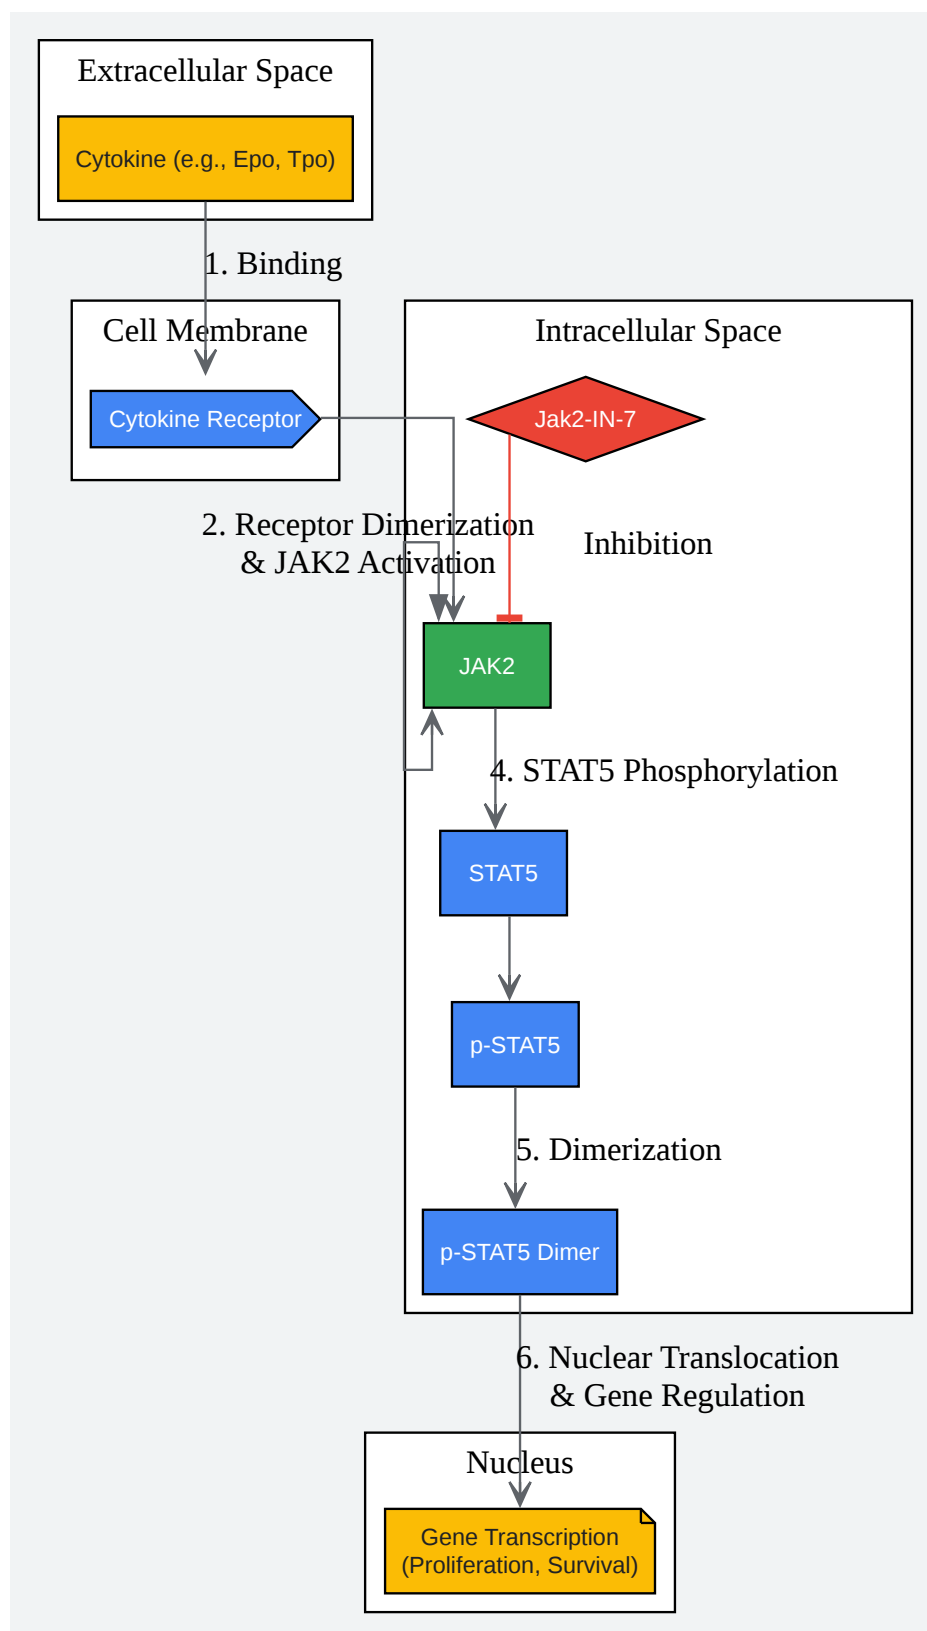 Extracellular Space
Cytokine (e.g., Epo, Tpo)
1. Binding
Cell Membrane
Cytokine Receptor
Intracellular Space
Jak2-IN-7
2. Receptor Dimerization
& JAK2 Activation
Inhibition
JAK2
4. STAT5 Phosphorylation
STAT5
p-STAT5
5. Dimerization
p-STAT5 Dimer
6. Nuclear Translocation
& Gene Regulation
Nucleus
Gene Transcription
(Proliferation, Survival)